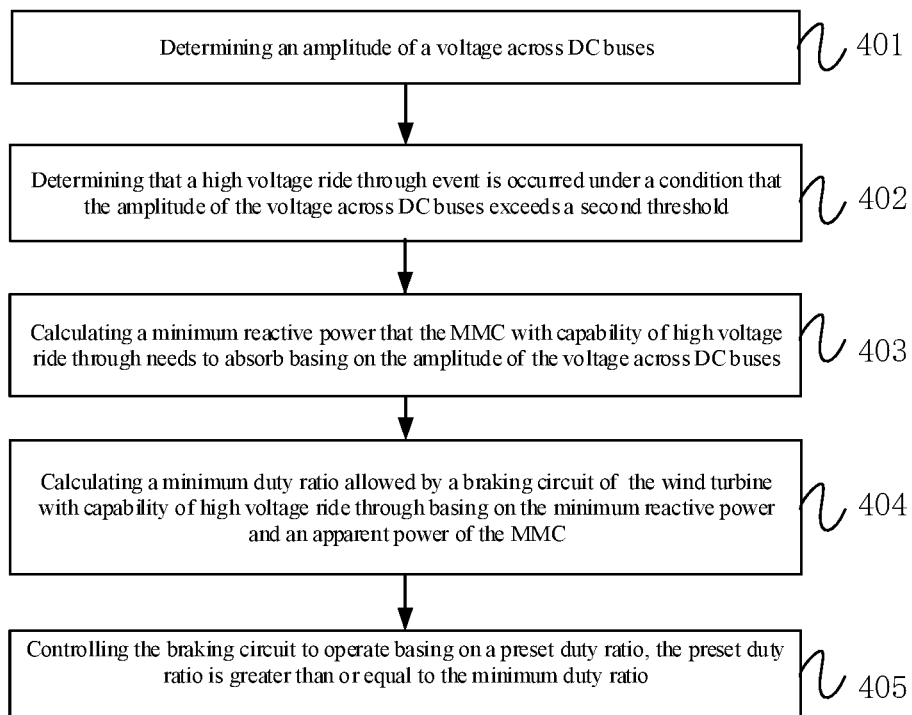 Determining an amplitude of a voltage across DC buses
401
Determining that a high voltage ride through event is occurred under a condition that
the amplitude of the voltage across DC buses exceeds a second threshold
402
Calculating a minimum reactive power that the MMC with capability of high voltage
ride through needs to absorb basing on the amplitude of the voltage across DC buses
403
Calculating a minimum duty ratio allowed by a braking circuit of the wind turbine
with capability of high voltage ride through basing on the minimum reactive power
and an apparent power of the MMC
404
Controlling the braking circuit to operate basing on a preset duty ratio, the preset duty
ratio is greater than or equal to the minimum duty ratio
405